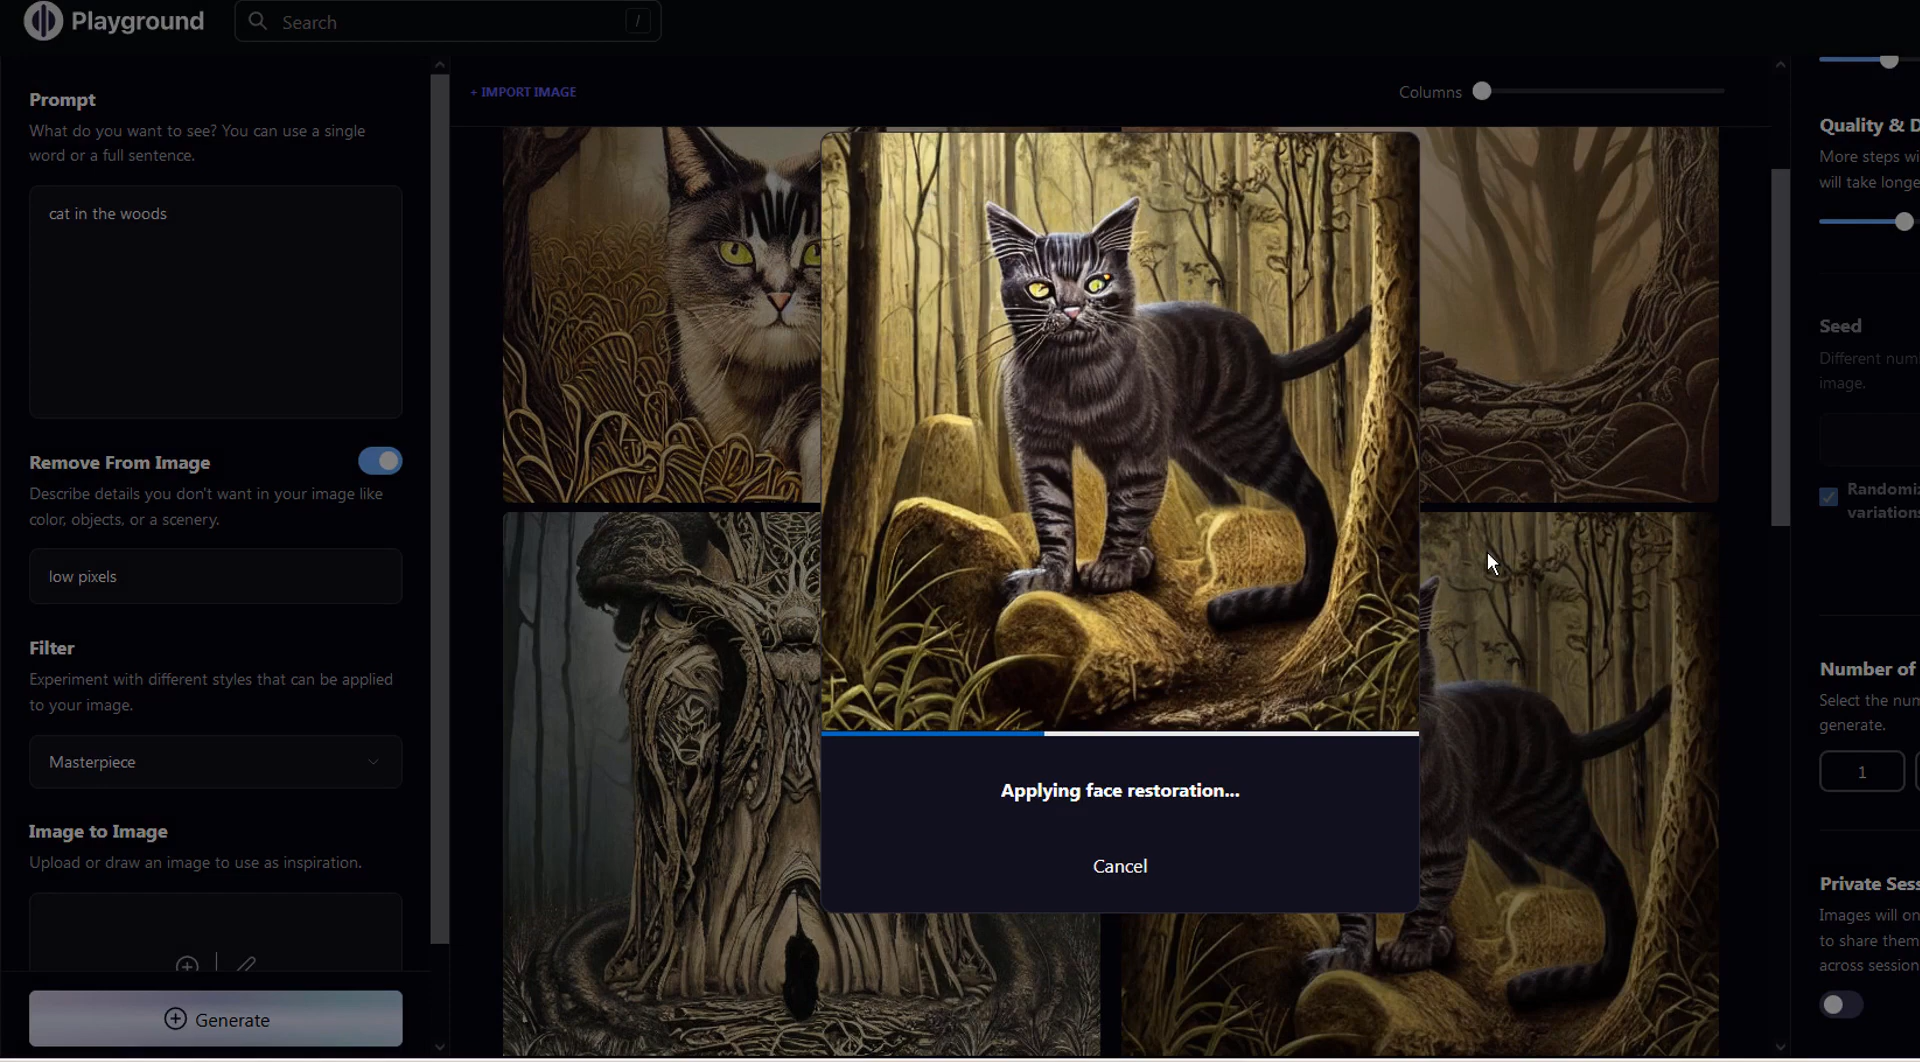 Playground
Search
/
Prompt
What do you want to see? You can use a single
word or a full sentence.
cat in the woods
Remove From Image
Describe details you don't want in your image like
color, objects, or a scenery.
low pixels
Filter
Experiment with different styles that can be applied
to your image.
Masterpiece
Image to Image
Upload or draw an image to use as inspiration.
Generate
+ IMPORT IMAGE
Columns
Applying face restoration...
Cancel
Quality & D
More steps wi
will take longe
Seed
Different num
image.
Randomiz
variations
Number of
Select the num
generate.
1
Private Sess
Images will on
to share them
across session